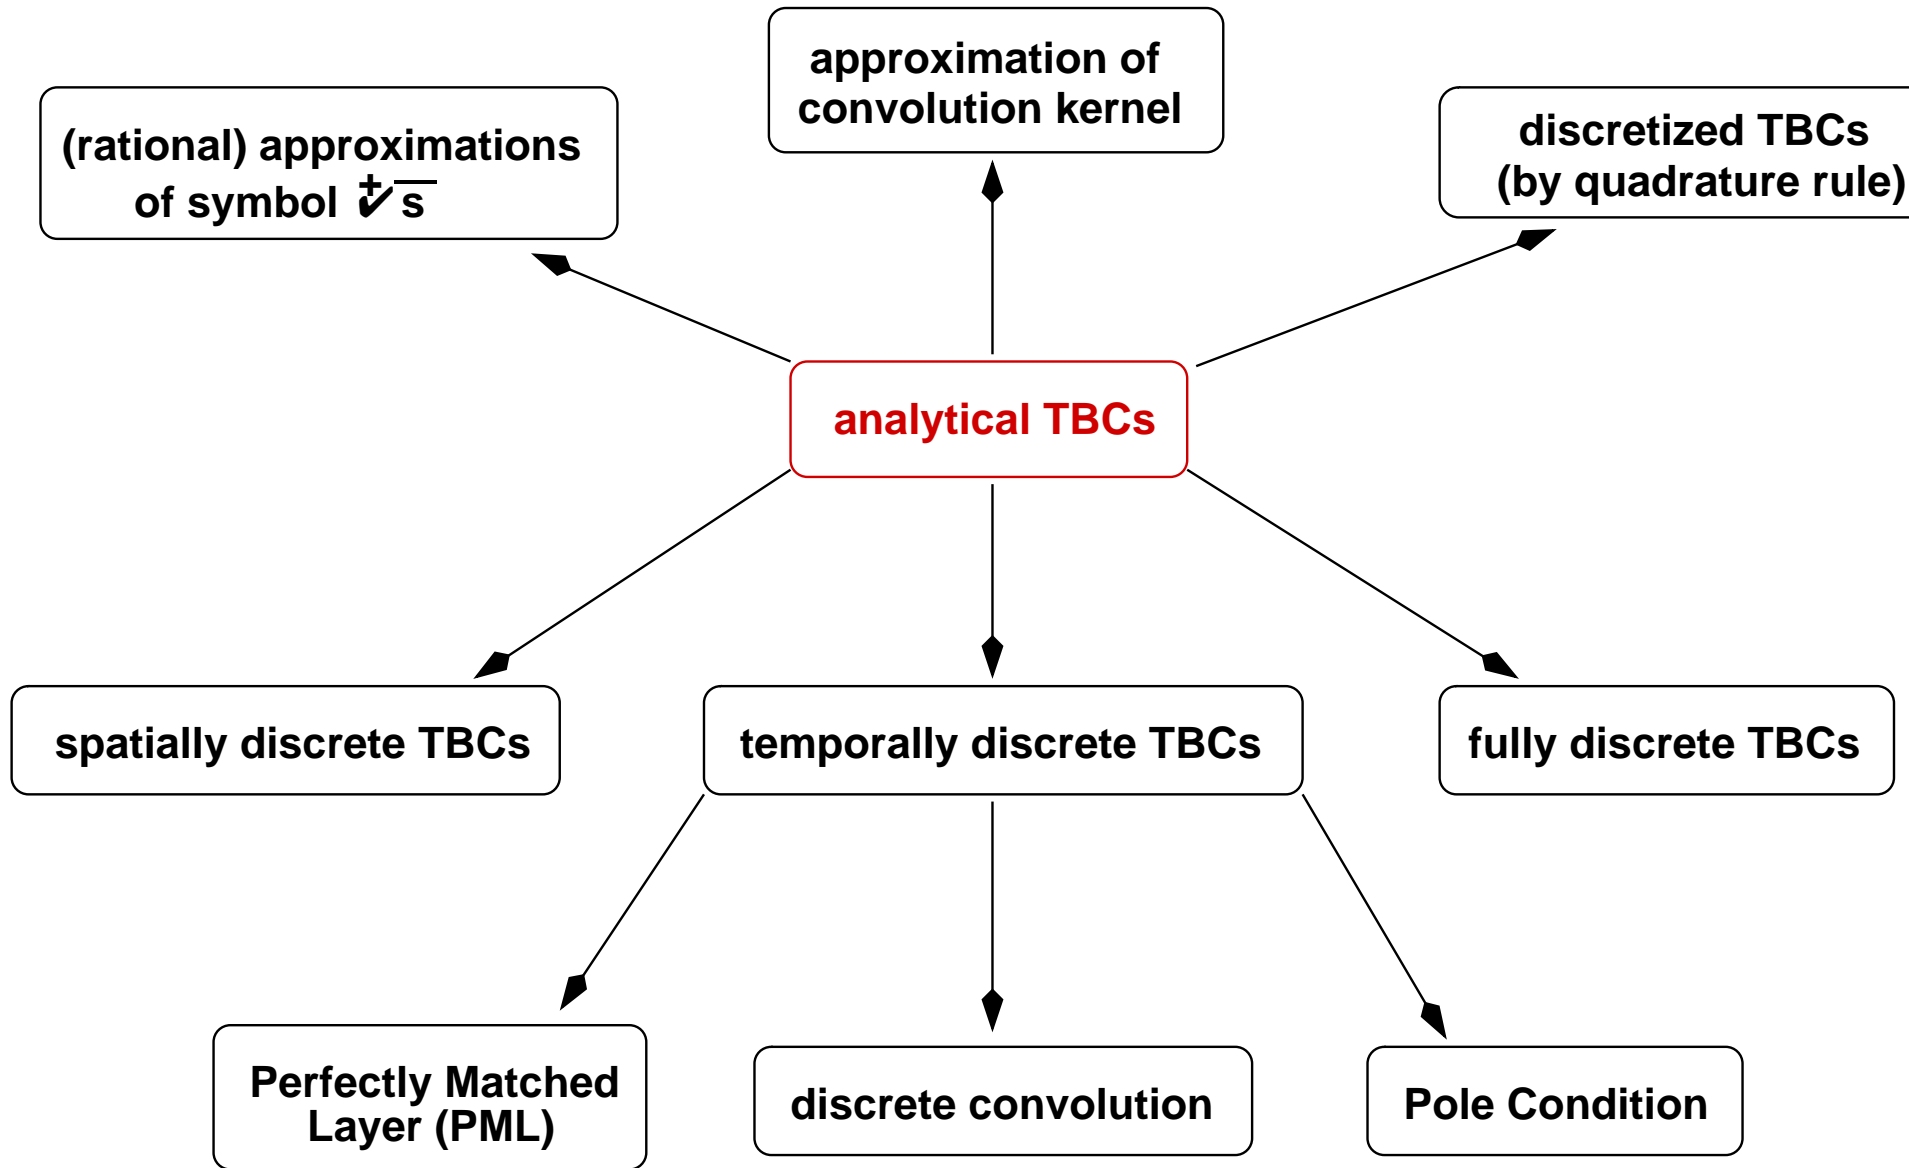 approximation of
convolution kernel
(rational) approximations
of symbol ⁺√s
discretized TBCs
(by quadrature rule)
analytical TBCs
spatially discrete TBCs
temporally discrete TBCs
fully discrete TBCs
Perfectly Matched
Layer (PML)
discrete convolution
Pole Condition